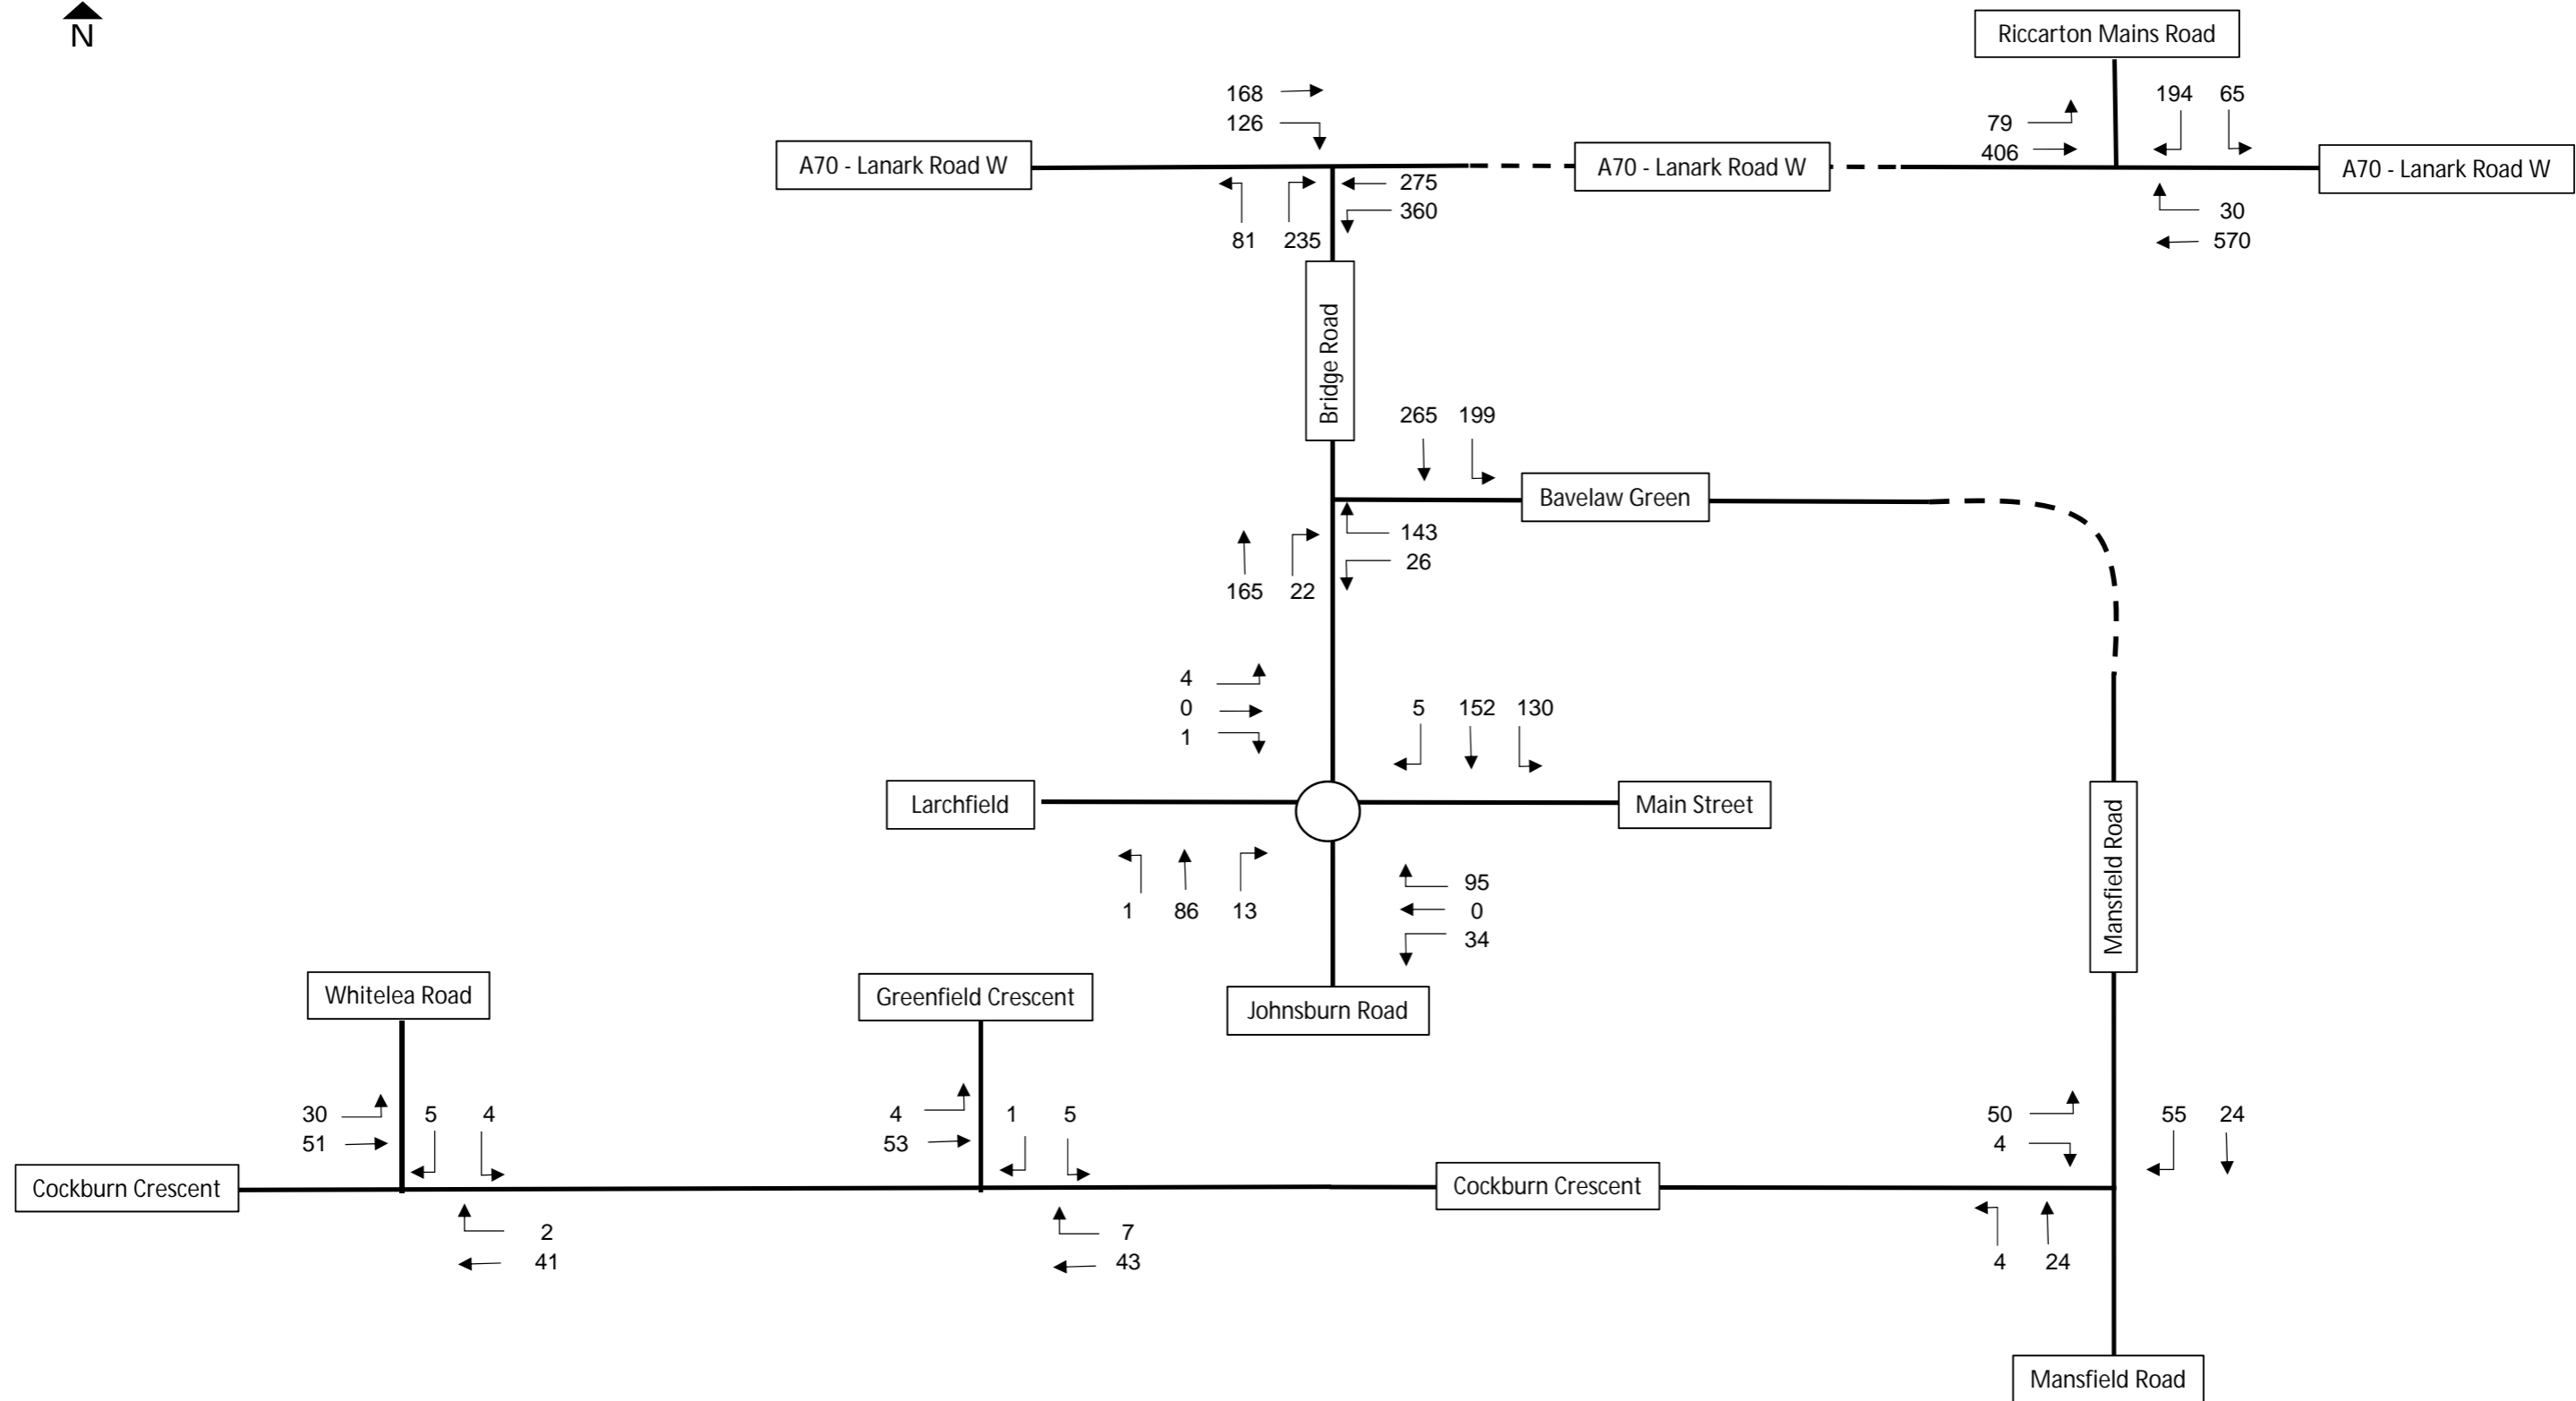 N
Riccarton Mains Road
168
126
79
406
194 65
A70 - Lanark Road W
A70 - Lanark Road W
A70 - Lanark Road W
275
360
81 235
30
570
Bridge Road
265 199
Bavelaw Green
143
26
165 22
4
0
1
5 152 130
Larchfield
Main Street
Mansfield Road
1 86 13
95
0
34
Whitelea Road
Greenfield Crescent
Johnsburn Road
30
51
5 4
4
53
1 5
50
4
55 24
Cockburn Crescent
Cockburn Crescent
2
41
7
43
4 24
Mansfield Road